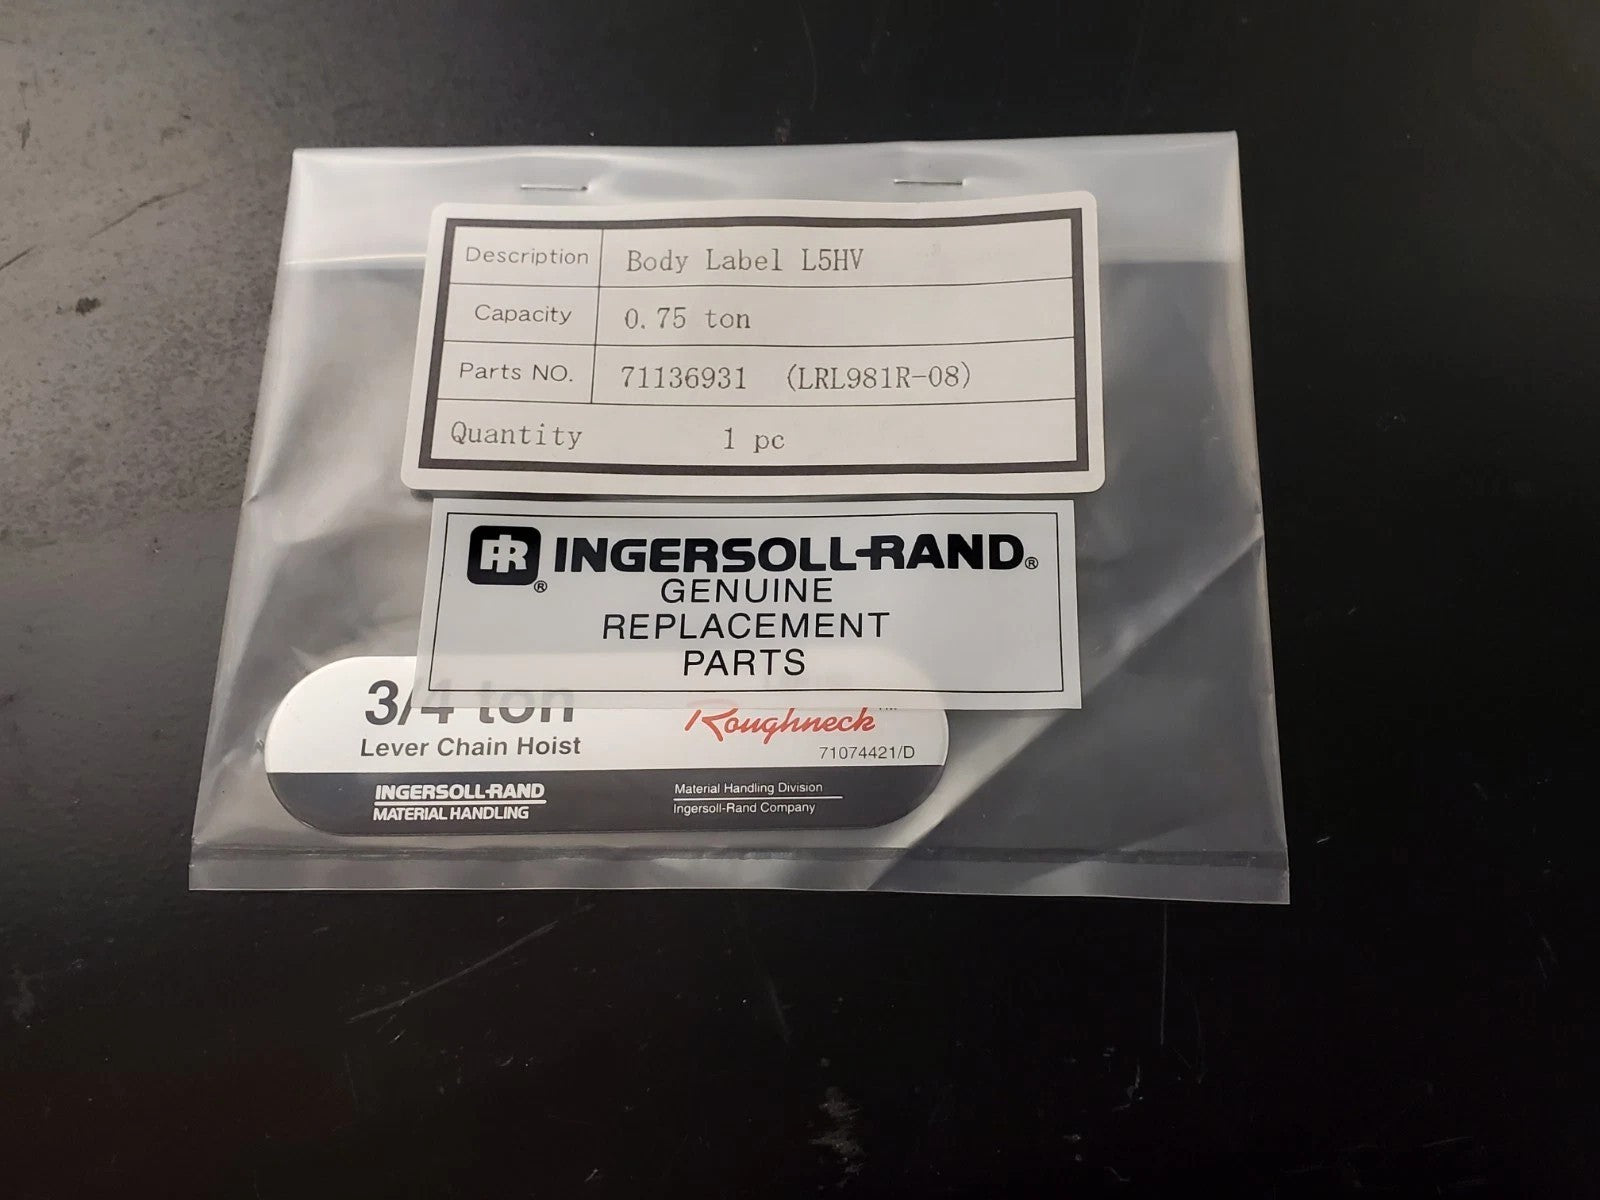 Description Body Label L5HV
Capacity 0.75 ton
Parts NO. 71136931 (LRL981R-08)
Quantity 1 pc
IR® INGERSOLL-RAND®
GENUINE
REPLACEMENT
PARTS
3/4 ton
Roughneck
Lever Chain Hoist
71074421/D
INGERSOLL-RAND
MATERIAL HANDLING
Material Handling Division
Ingersoll-Rand Company